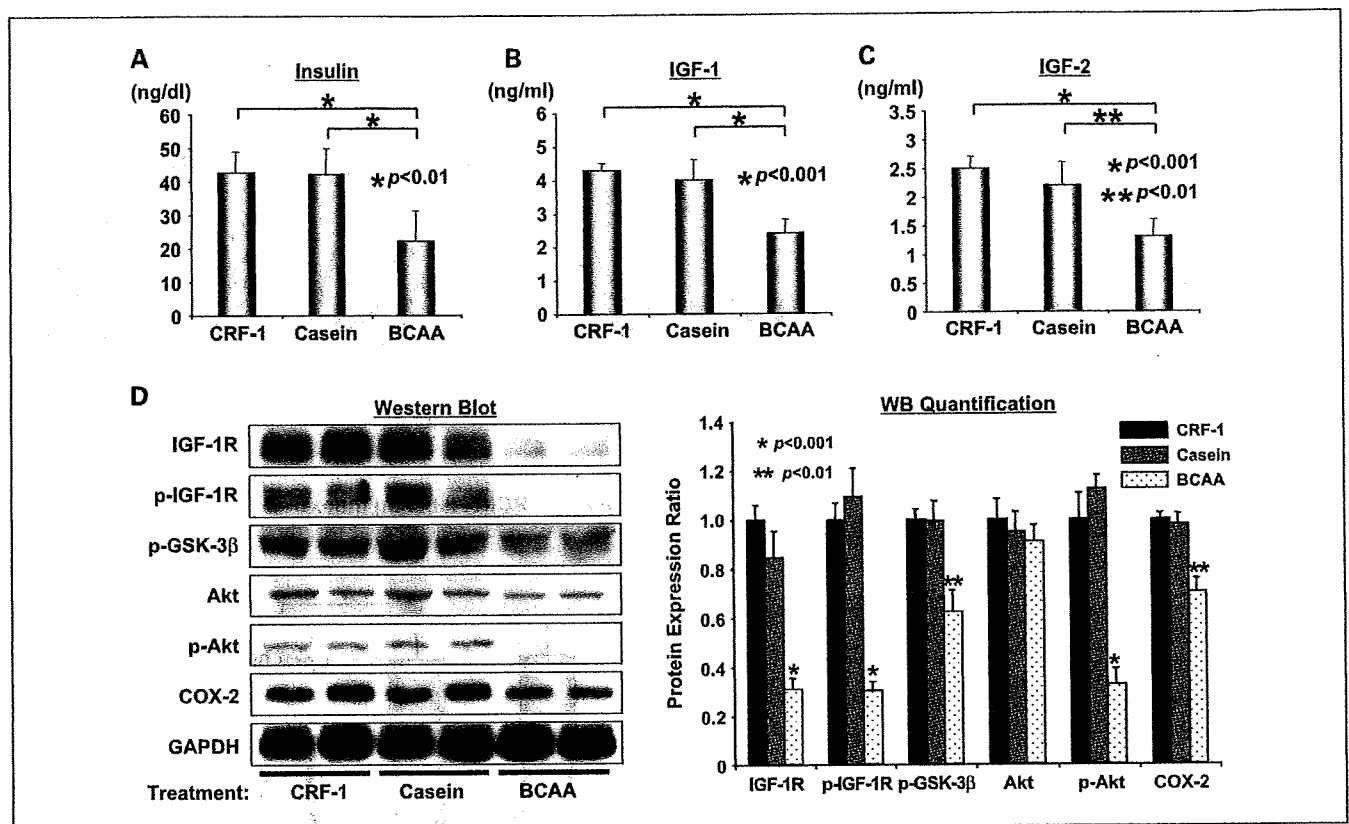 A
Insulin
(ng/dl)
60
50
40
30
20
10
0
*
*
* p<0.01
CRF-1 Casein BCAA
B
IGF-1
(ng/ml)
6
5
4
3
2
1
0
*
*
* p<0.001
CRF-1 Casein BCAA
C
IGF-2
(ng/ml)
3.5
3
2.5
2
1.5
1
0.5
0
*
**
* p<0.001
** p<0.01
CRF-1 Casein BCAA
D
Western Blot
IGF-1R
p-IGF-1R
p-GSK-3β
Akt
p-Akt
COX-2
GAPDH
Treatment: CRF-1 Casein BCAA
WB Quantification
Protein Expression Ratio
1.4
1.2
1.0
0.8
0.6
0.4
0.2
0
* p<0.001
** p<0.01
CRF-1
Casein
BCAA
*
*
**
*
**
IGF-1R p-IGF-1R p-GSK-3β Akt p-Akt COX-2